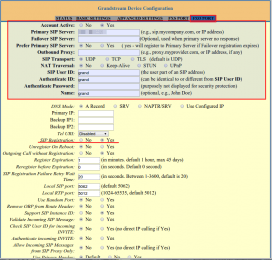 Grandstream Device Configuration
STATUS BASIC SETTINGS ADVANCED SETTINGS FXS PORT FXO PORT
Account Active: No Yes
Primary SIP Server: (e.g., sip.mycompany.com, or IP address)
Failover SIP Server: (Optional, used when primary server no response)
Prefer Primary SIP Server: No Yes (yes - will register to Primary Server if Failover registration expires)
Outbound Proxy: (e.g., proxy.myprovider.com, or IP address, if any)
SIP Transport: UDP TCP TLS (default is UDP)
NAT Traversal: No Keep-Alive STUN UPnP
SIP User ID: grand (the user part of an SIP address)
Authenticate ID: grand (can be identical to or different from SIP User ID)
Authenticate Password: (purposely not displayed for security protection)
Name: grand (optional, e.g., John Doe)
DNS Mode: A Record SRV NAPTR/SRV Use Configured IP
Primary IP:
Backup IP1:
Backup IP2:
Tel URI: Disabled
SIP Registration: No Yes
Unregister On Reboot: No Yes
Outgoing Call without Registration: No Yes
Register Expiration: (in minutes, default 1 hour, max 45 days)
Reregister before Expiration: 0 (in seconds. Default 0 second)
SIP Registration Failure Retry Wait Time: 20 (in seconds. Between 1-3600, default is 20)
Local SIP port: 5062 (default 5062)
Local RTP port: 5012 (1024-65535, default 5012)
Use Random Port: No Yes
Remove OBP from Route Header: No Yes
Support SIP Instance ID: No Yes
Validate Incoming SIP Message: No Yes
Check SIP User ID for incoming INVITE: No Yes (no direct IP calling if Yes)
Authenticate incoming INVITE: No Yes
Allow Incoming SIP Messages from SIP Proxy Only: No Yes (no direct IP calling if Yes)
Use Privacy Header: Default No Yes